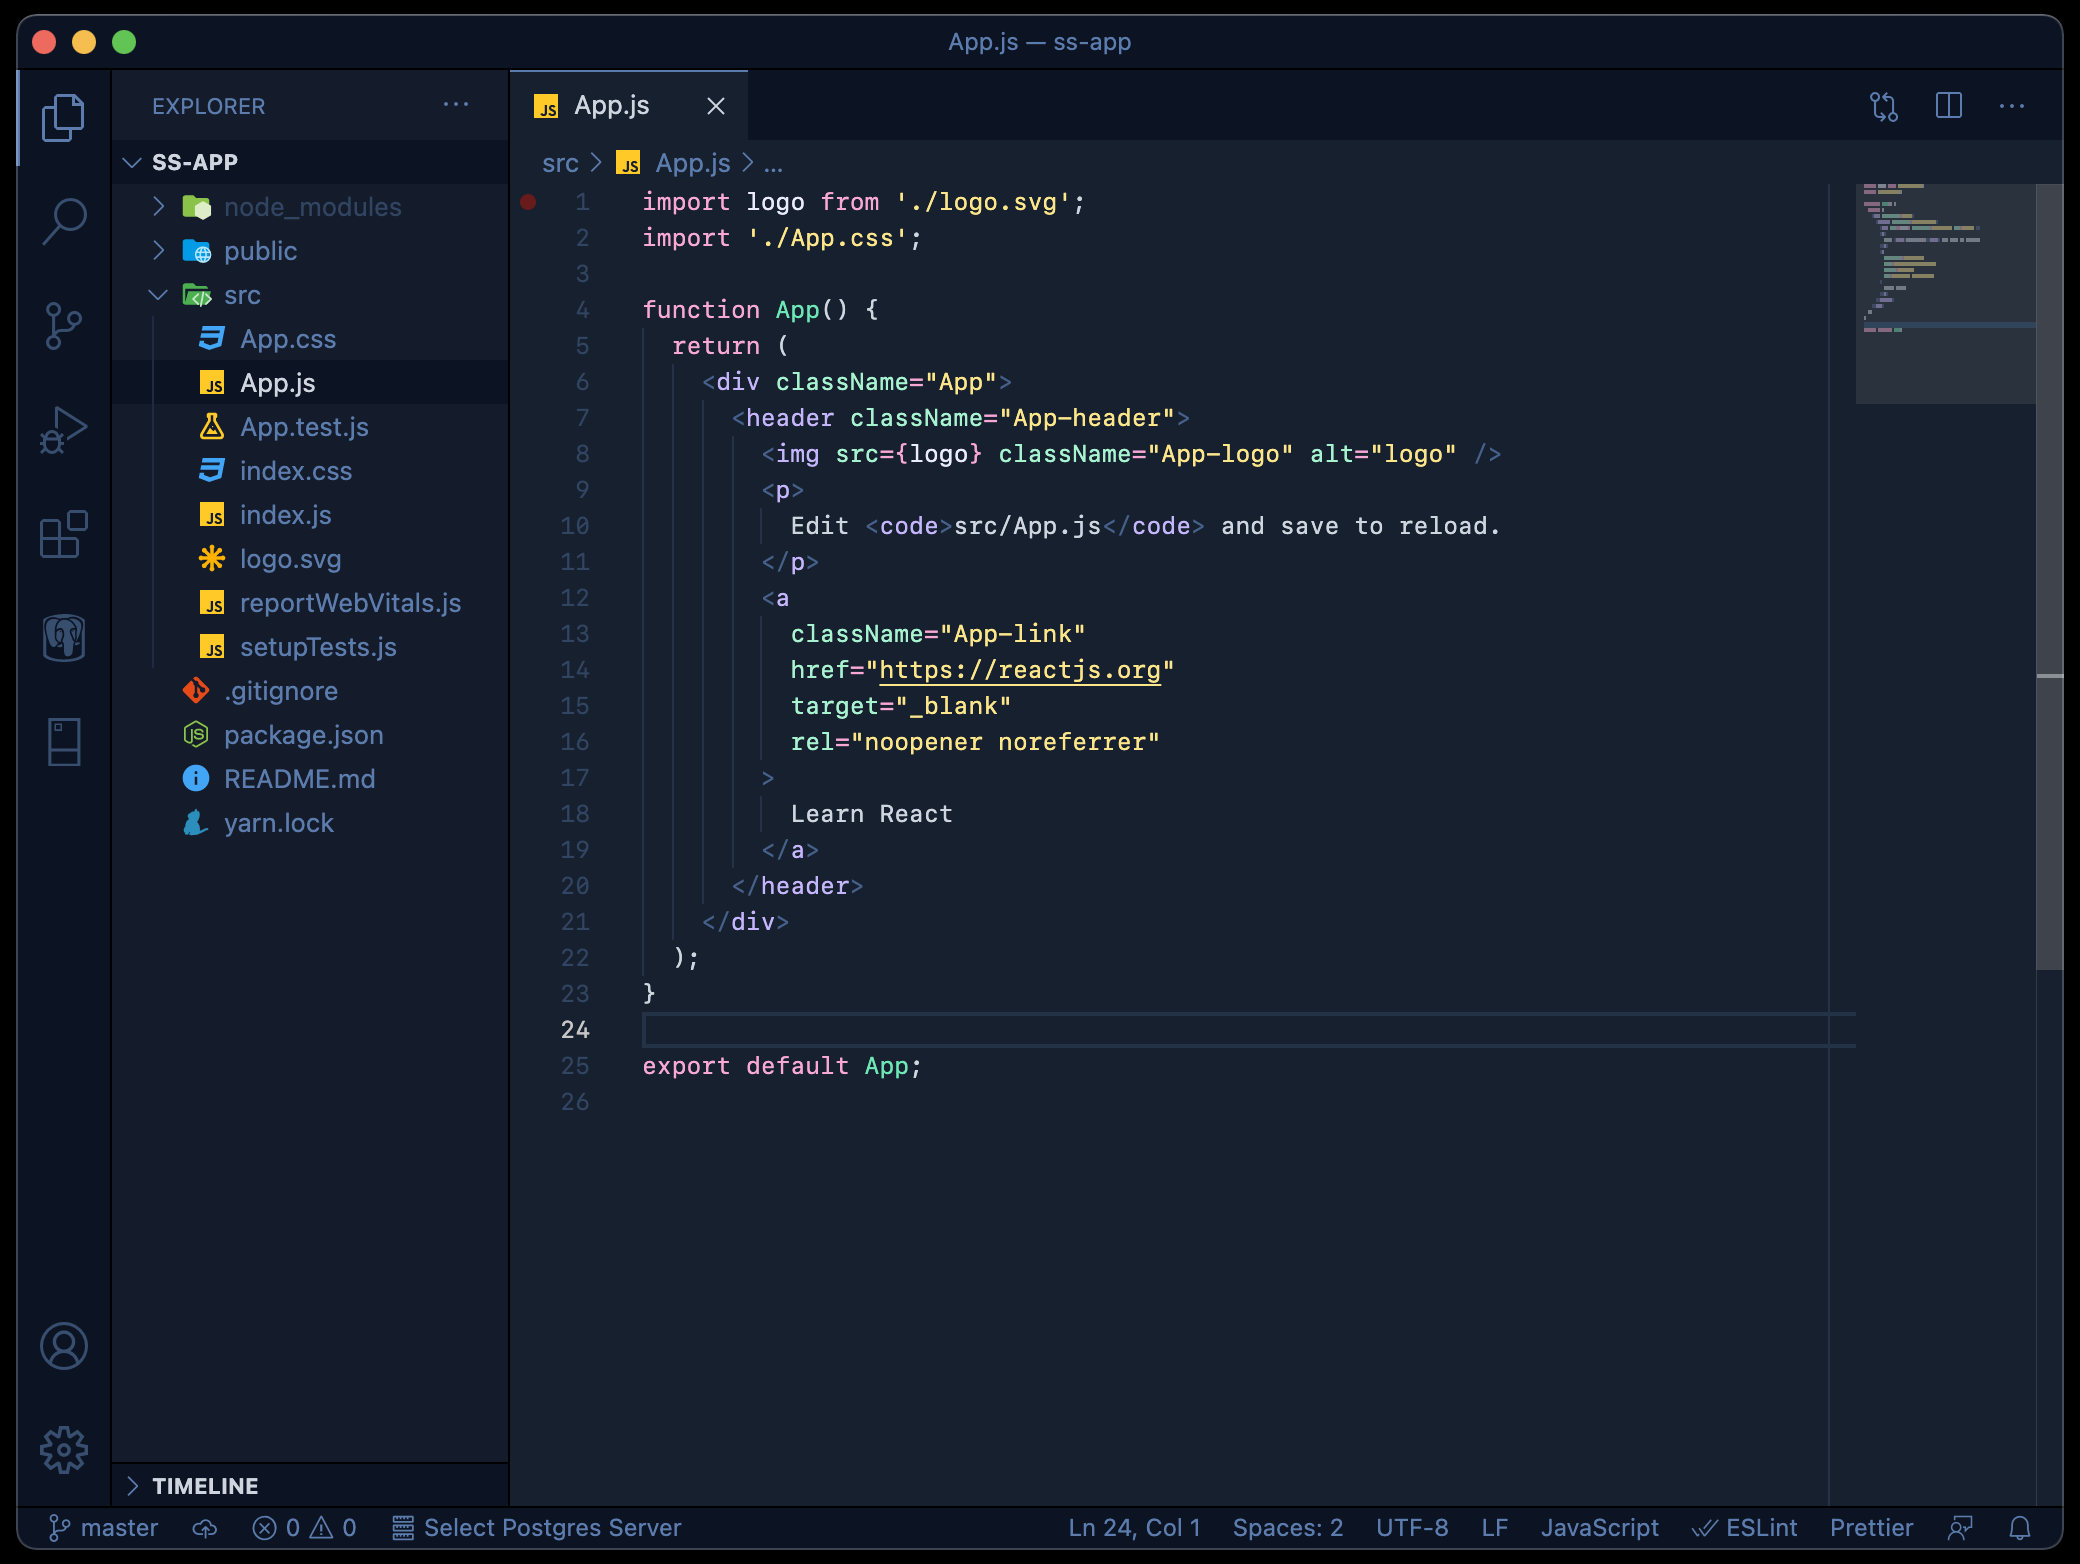 App.js — ss-app
EXPLORER
SS-APP
node_modules
public
src
App.css
App.js
App.test.js
index.css
index.js
logo.svg
reportWebVitals.js
setupTests.js
.gitignore
package.json
README.md
yarn.lock
TIMELINE
JS App.js
src > JS App.js > ...
1 import logo from './logo.svg';
2 import './App.css';
3
4 function App() {
5 return (
6 <div className="App">
7 <header className="App-header">
8 <img src={logo} className="App-logo" alt="logo" />
9 <p>
10 Edit <code>src/App.js</code> and save to reload.
11 </p>
12 <a
13 className="App-link"
14 href="https://reactjs.org"
15 target="_blank"
16 rel="noopener noreferrer"
17 >
18 Learn React
19 </a>
20 </header>
21 </div>
22 );
23 }
24
25 export default App;
26
master 0 0 Select Postgres Server Ln 24, Col 1 Spaces: 2 UTF-8 LF JavaScript ESLint Prettier